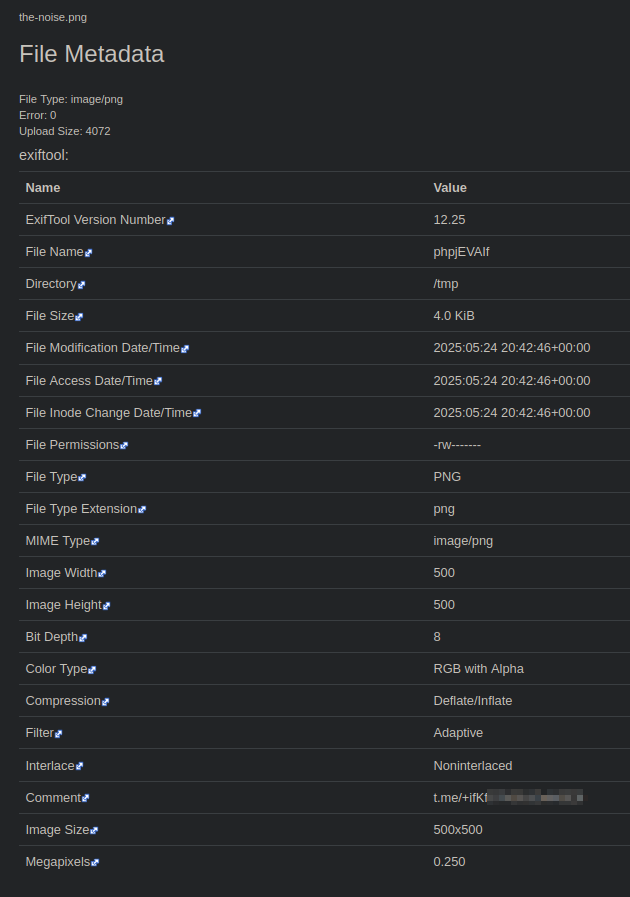 the-noise.png
File Metadata
File Type: image/png
Error: 0
Upload Size: 4072
exiftool:
Name Value
ExifTool Version Number 12.25
File Name phpjEVAIf
Directory /tmp
File Size 4.0 KiB
File Modification Date/Time 2025:05:24 20:42:46+00:00
File Access Date/Time 2025:05:24 20:42:46+00:00
File Inode Change Date/Time 2025:05:24 20:42:46+00:00
File Permissions -rw-------
File Type PNG
File Type Extension png
MIME Type image/png
Image Width 500
Image Height 500
Bit Depth 8
Color Type RGB with Alpha
Compression Deflate/Inflate
Filter Adaptive
Interlace Noninterlaced
Comment t.me/+ifKf
Image Size 500x500
Megapixels 0.250